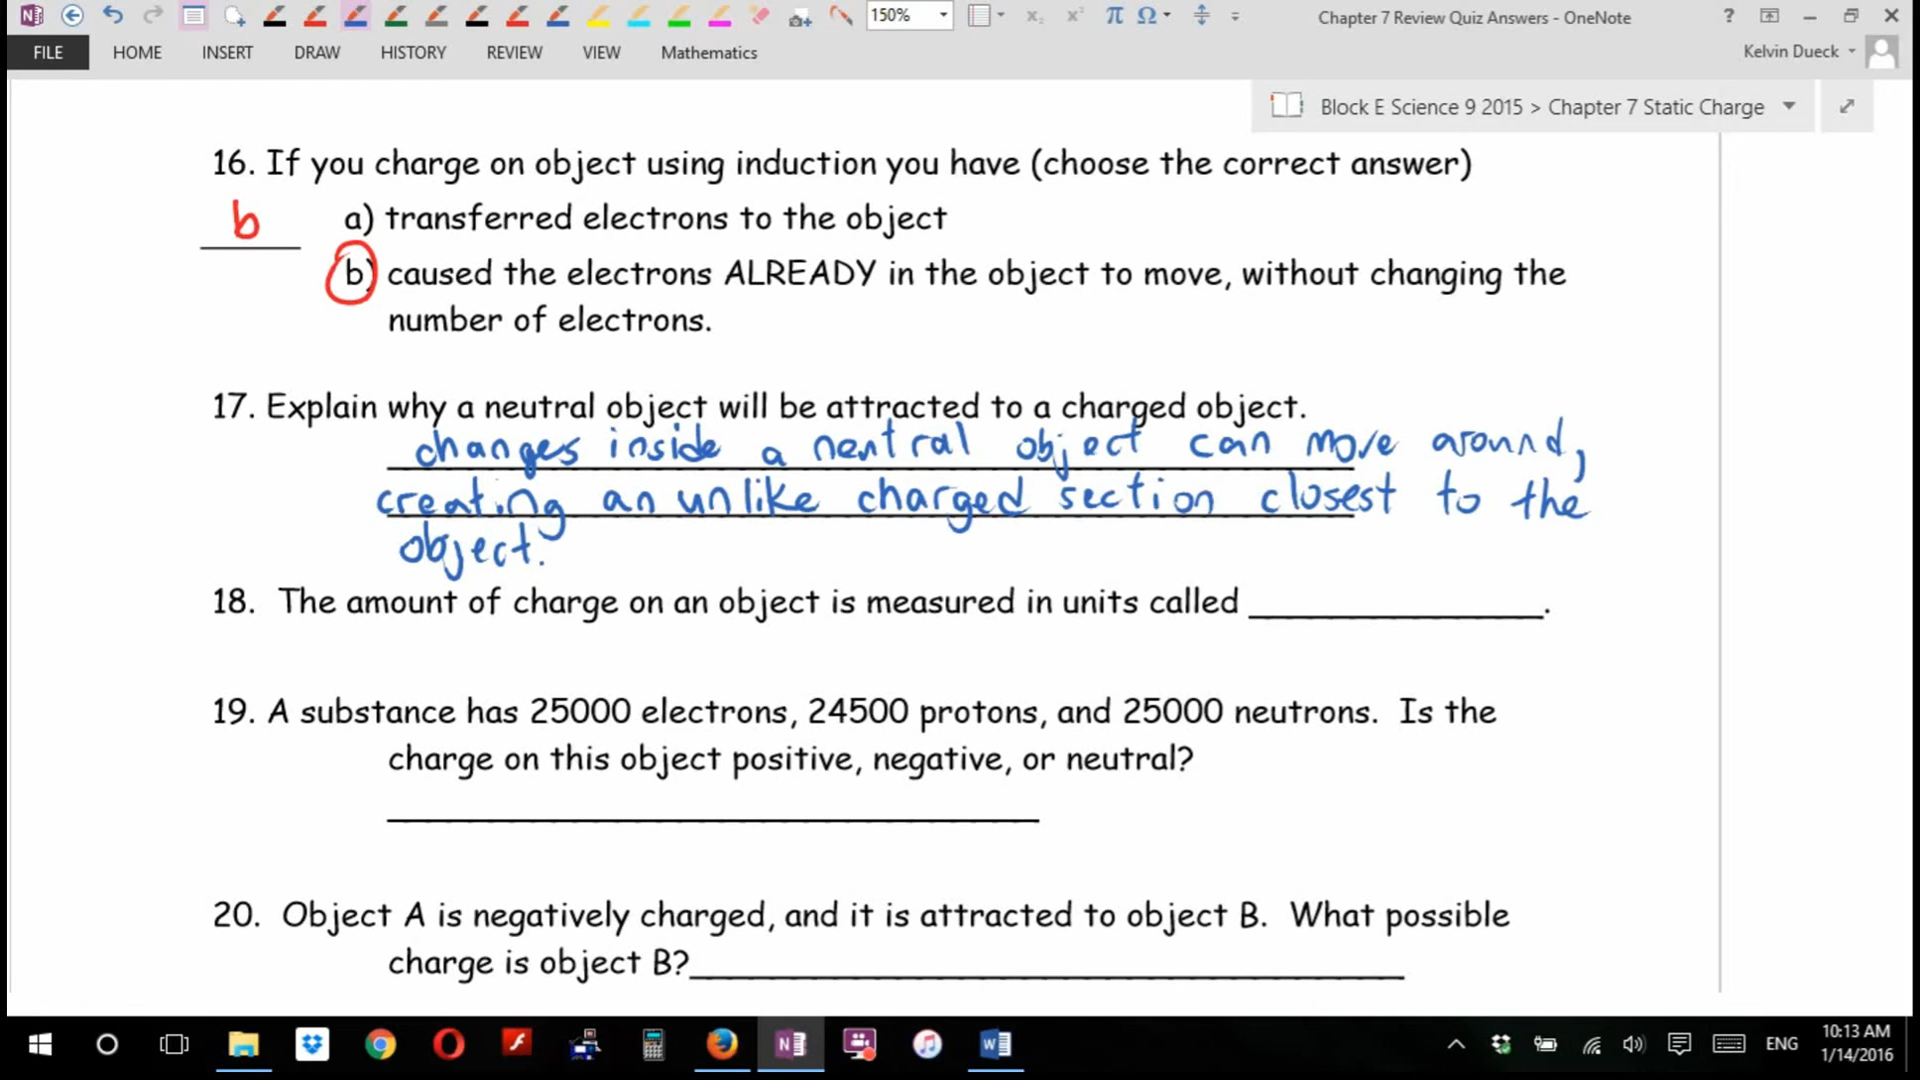 150%
Chapter 7 Review Quiz Answers - OneNote
?
FILE HOME INSERT DRAW HISTORY REVIEW VIEW Mathematics
Kelvin Dueck
Block E Science 9 2015 > Chapter 7 Static Charge
16. If you charge on object using induction you have (choose the correct answer)
b a) transferred electrons to the object
b) caused the electrons ALREADY in the object to move, without changing the
number of electrons.
17. Explain why a neutral object will be attracted to a charged object.
changes inside a neutral object can move around,
creating an unlike charged section closest to the
object.
18. The amount of charge on an object is measured in units called ________________.
19. A substance has 25000 electrons, 24500 protons, and 25000 neutrons. Is the
charge on this object positive, negative, or neutral?
20. Object A is negatively charged, and it is attracted to object B. What possible
charge is object B?________________
ENG
10:13 AM
1/14/2016